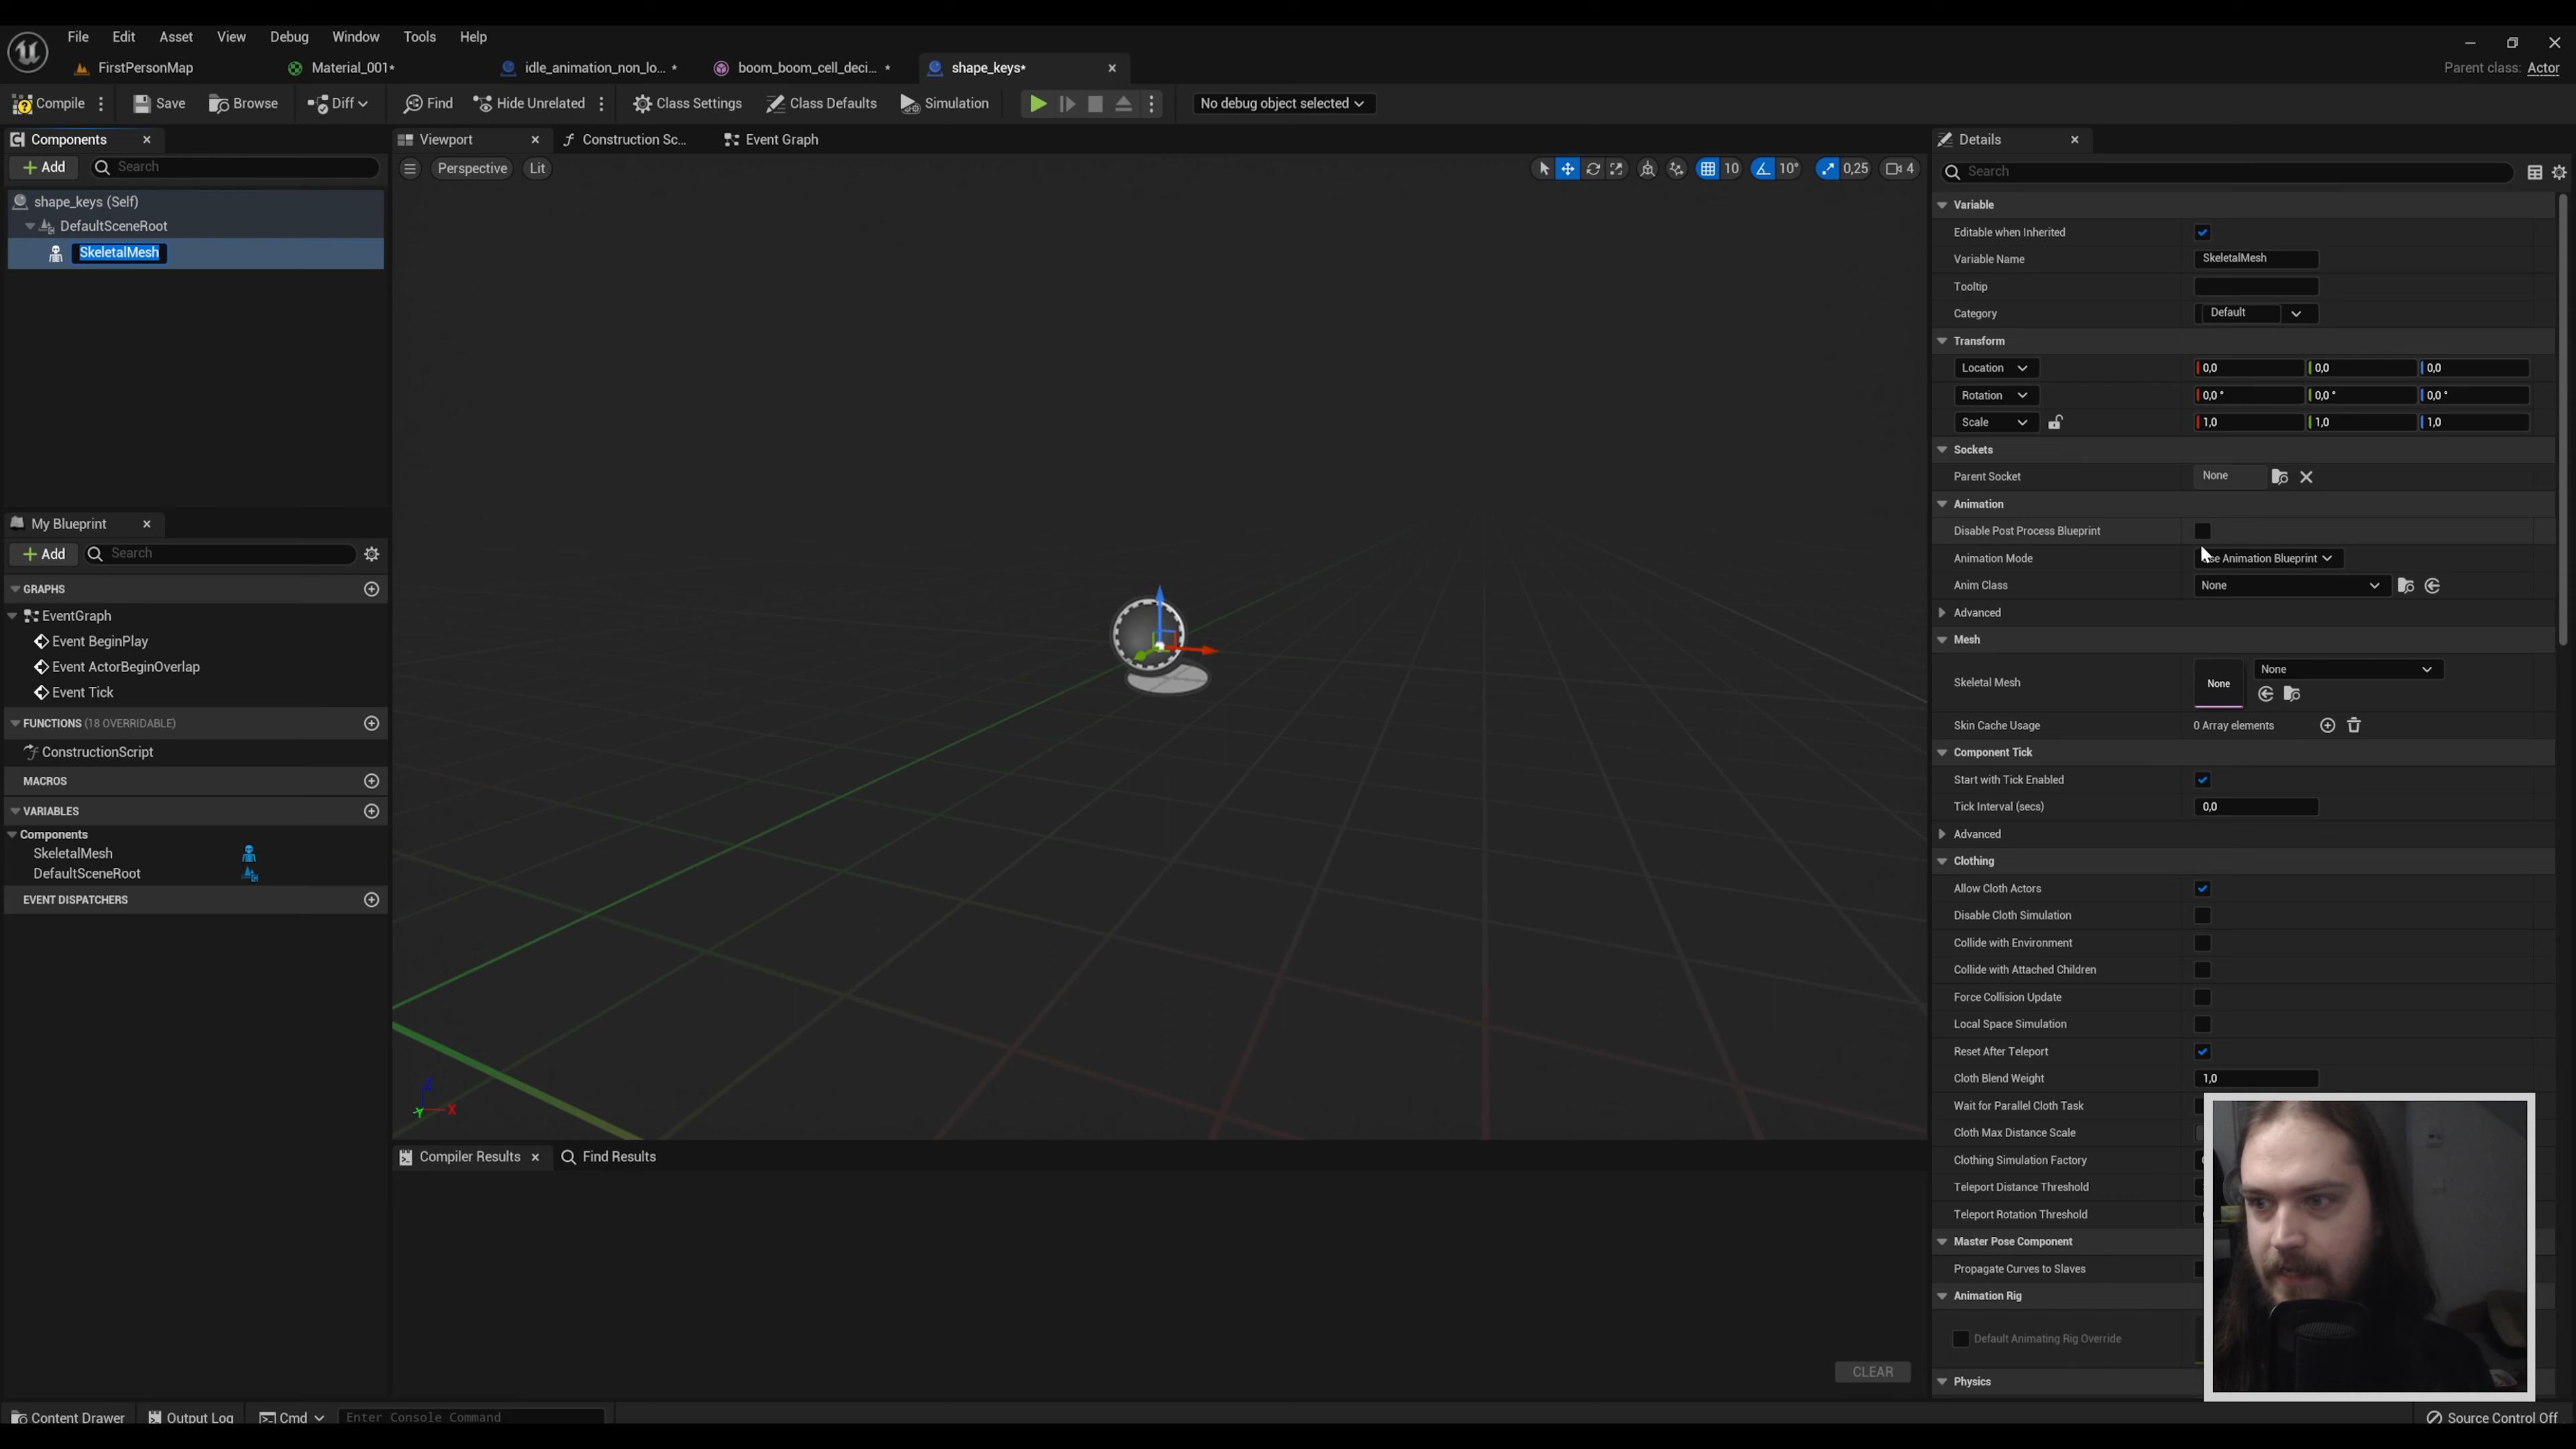 File Edit Asset View Debug Window Tools Help
FirstPersonMap Material_001* idle_animation_non_lo... * boom_boom_cell_deci... * shape_keys* Parent class: Actor
Compile Save Browse Diff Find Hide Unrelated Class Settings Class Defaults Simulation No debug object selected
Components
Add Search
shape_keys (Self)
DefaultSceneRoot
SkeletalMesh
My Blueprint
Add Search
GRAPHS
EventGraph
Event BeginPlay
Event ActorBeginOverlap
Event Tick
FUNCTIONS (18 OVERRIDABLE)
ConstructionScript
MACROS
VARIABLES
Components
SkeletalMesh
DefaultSceneRoot
EVENT DISPATCHERS
Viewport Construction Sc... Event Graph
Perspective Lit 10 10° 0,25 4
Z
Y X
Compiler Results Find Results
CLEAR
Details
Search
Variable
Editable when Inherited
Variable Name SkeletalMesh
Tooltip
Category Default
Transform
Location 0,0 0,0 0,0
Rotation 0,0 ° 0,0 ° 0,0 °
Scale 1,0 1,0 1,0
Sockets
Parent Socket None
Animation
Disable Post Process Blueprint
Animation Mode Animation Blueprint
Anim Class None
Advanced
Mesh
Skeletal Mesh None None
Skin Cache Usage 0 Array elements
Component Tick
Start with Tick Enabled
Tick Interval (secs) 0,0
Advanced
Clothing
Allow Cloth Actors
Disable Cloth Simulation
Collide with Environment
Collide with Attached Children
Force Collision Update
Local Space Simulation
Reset After Teleport
Cloth Blend Weight 1,0
Wait for Parallel Cloth Task
Cloth Max Distance Scale
Clothing Simulation Factory
Teleport Distance Threshold
Teleport Rotation Threshold
Master Pose Component
Propagate Curves to Slaves
Animation Rig
Default Animating Rig Override
Physics
Content Drawer Output Log Cmd Enter Console Command Source Control Off